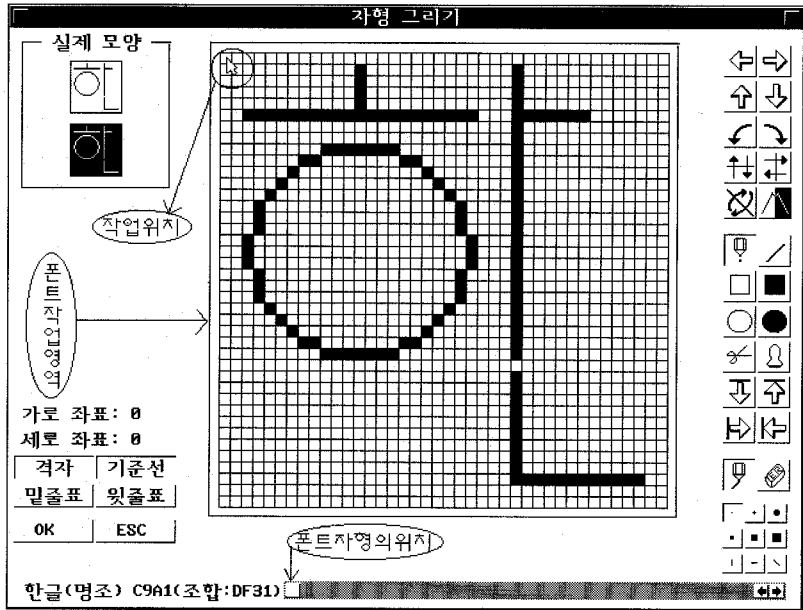 자형 그리기
실제 모양
작업위치
폰트작업영역
가로 좌표: 0
세로 좌표: 0
격자 기준선
밑줄표 윗줄표
OK ESC
폰트자형의위치
한글(명조) C9A1(조합:DF31)